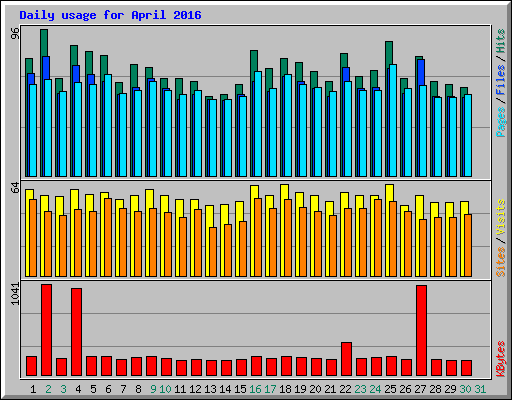 Daily usage for April 2016
96
Pages / Files / Hits
64
Sites / Visits
1041
KBytes
1 2 3 4 5 6 7 8 9 10 11 12 13 14 15 16 17 18 19 20 21 22 23 24 25 26 27 28 29 30 31